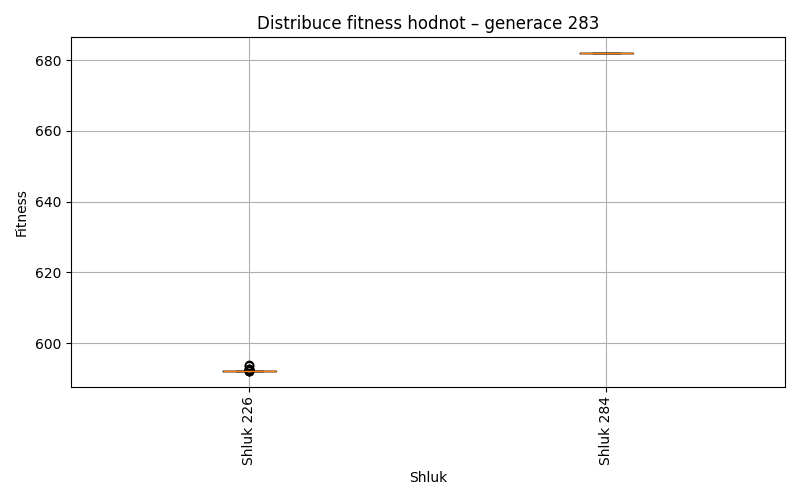 Distribuce fitness hodnot – generace 283
Fitness
680
660
640
620
600
Shluk 226
Shluk 284
Shluk